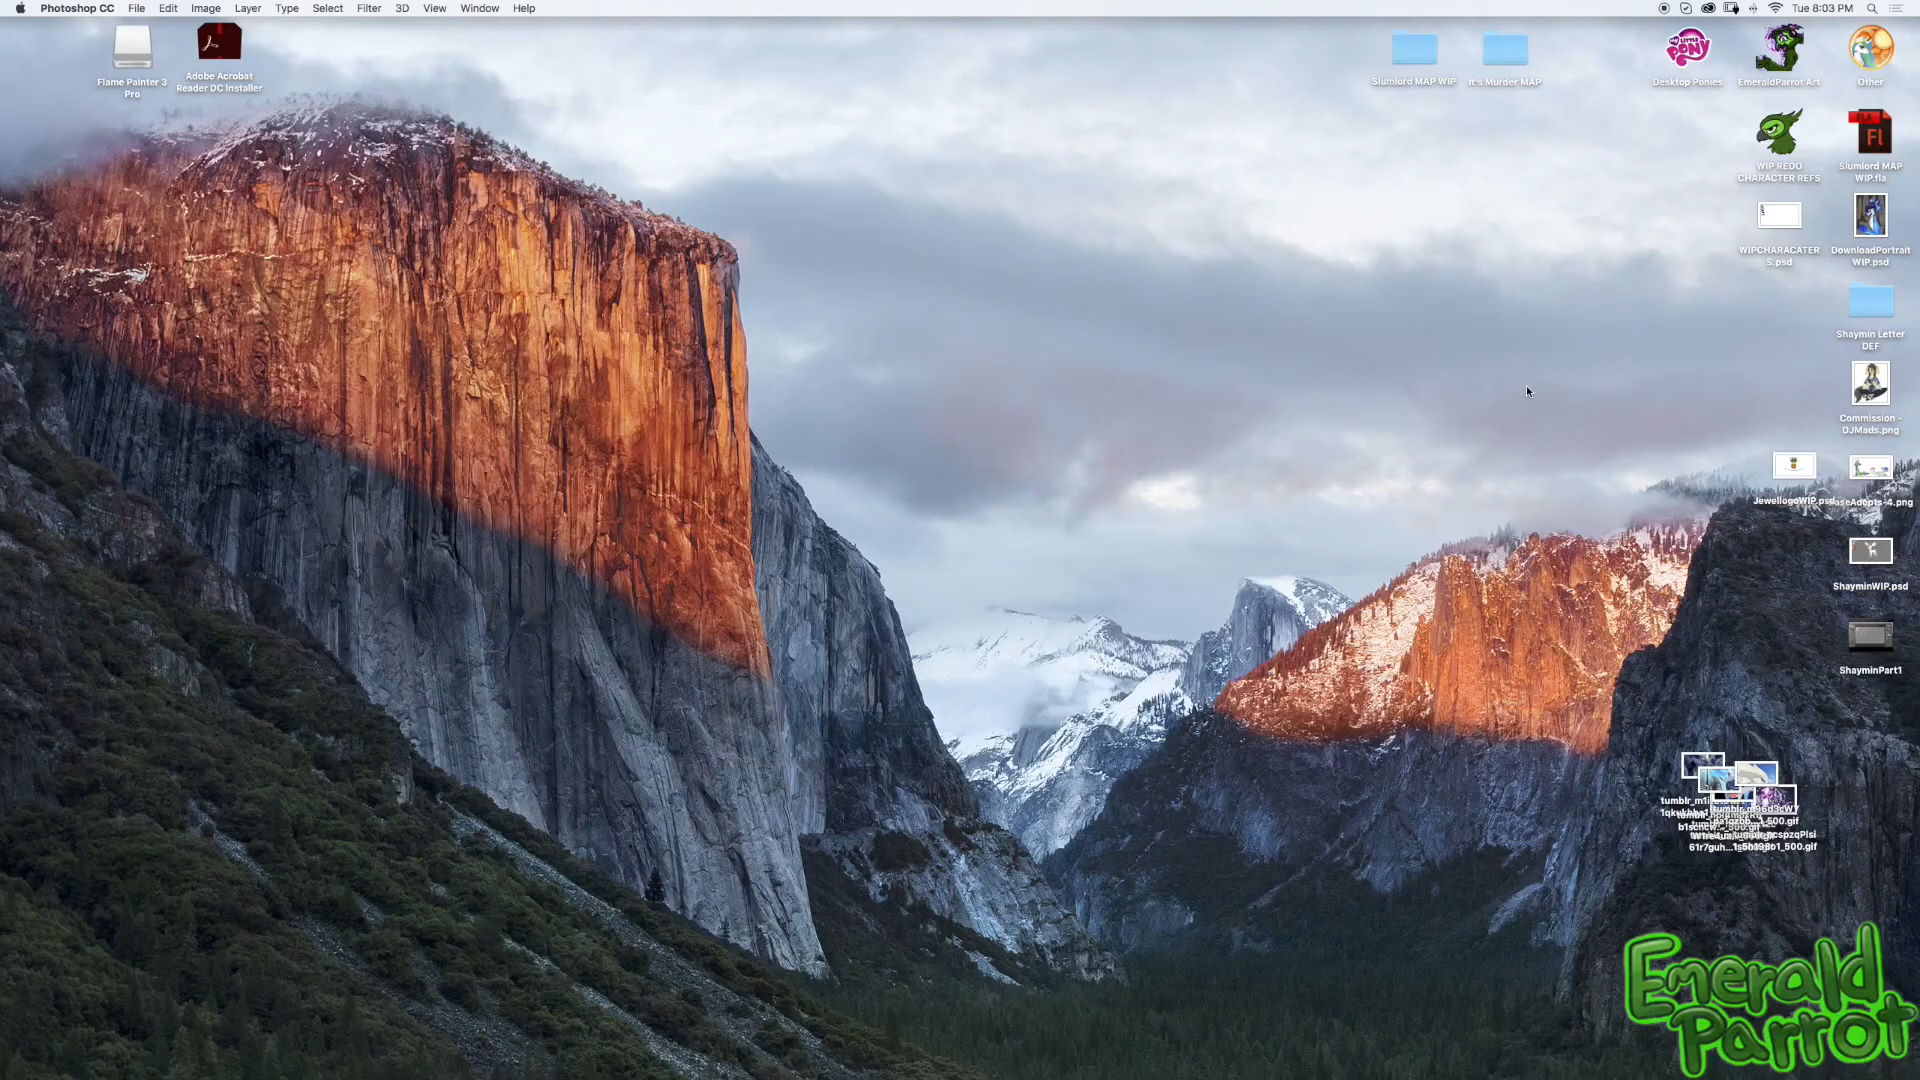 Photoshop CC File Edit Image Layer Type Select Filter 3D View Window Help Tue 8:03 PM
Flame Painter 3
Pro
Adobe Acrobat
Reader DC Installer
Slumlord MAP WIP
It's Murder MAP
Desktop Ponies
EmeraldParrot Art
Other
WIP REDO
CHARACTER REFS
Slumlord MAP
WIP.fla
WIPCHARACATER
S.psd
DownloadPortrait
WIP.psd
Shaymin Letter
DEF
Commission -
DJMads.png
JewellogoWIP.psd
aseAdopts-4.png
ShayminWIP.psd
ShayminPart1
Emerald
Parrot